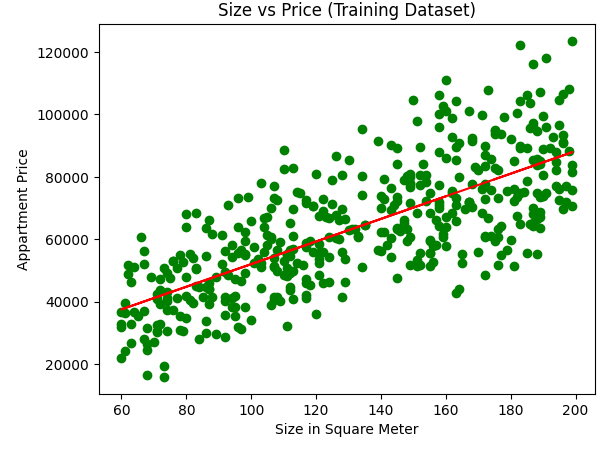 Size vs Price (Training Dataset)
120000
100000
80000
60000
40000
20000
Appartment Price
60 80 100 120 140 160 180 200
Size in Square Meter